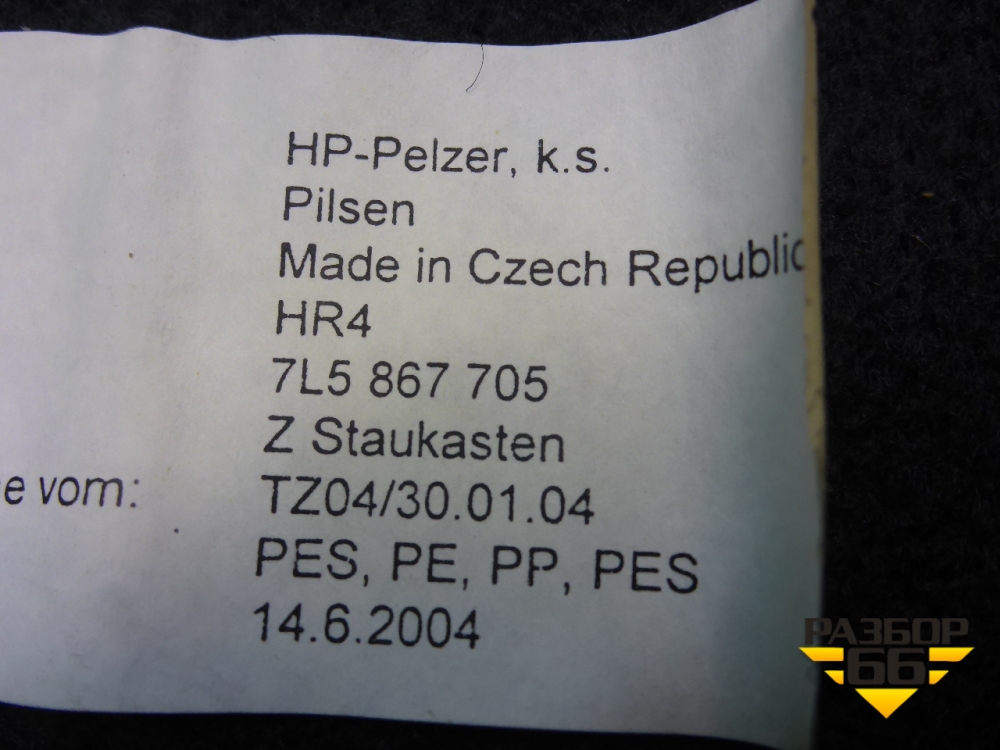 HP-Pelzer, k.s.
Pilsen
Made in Czech Republic
HR4
7L5 867 705
Z Staukasten
e vom: TZ04/30.01.04
PES, PE, PP, PES
14.6.2004
РАЗБОР
66